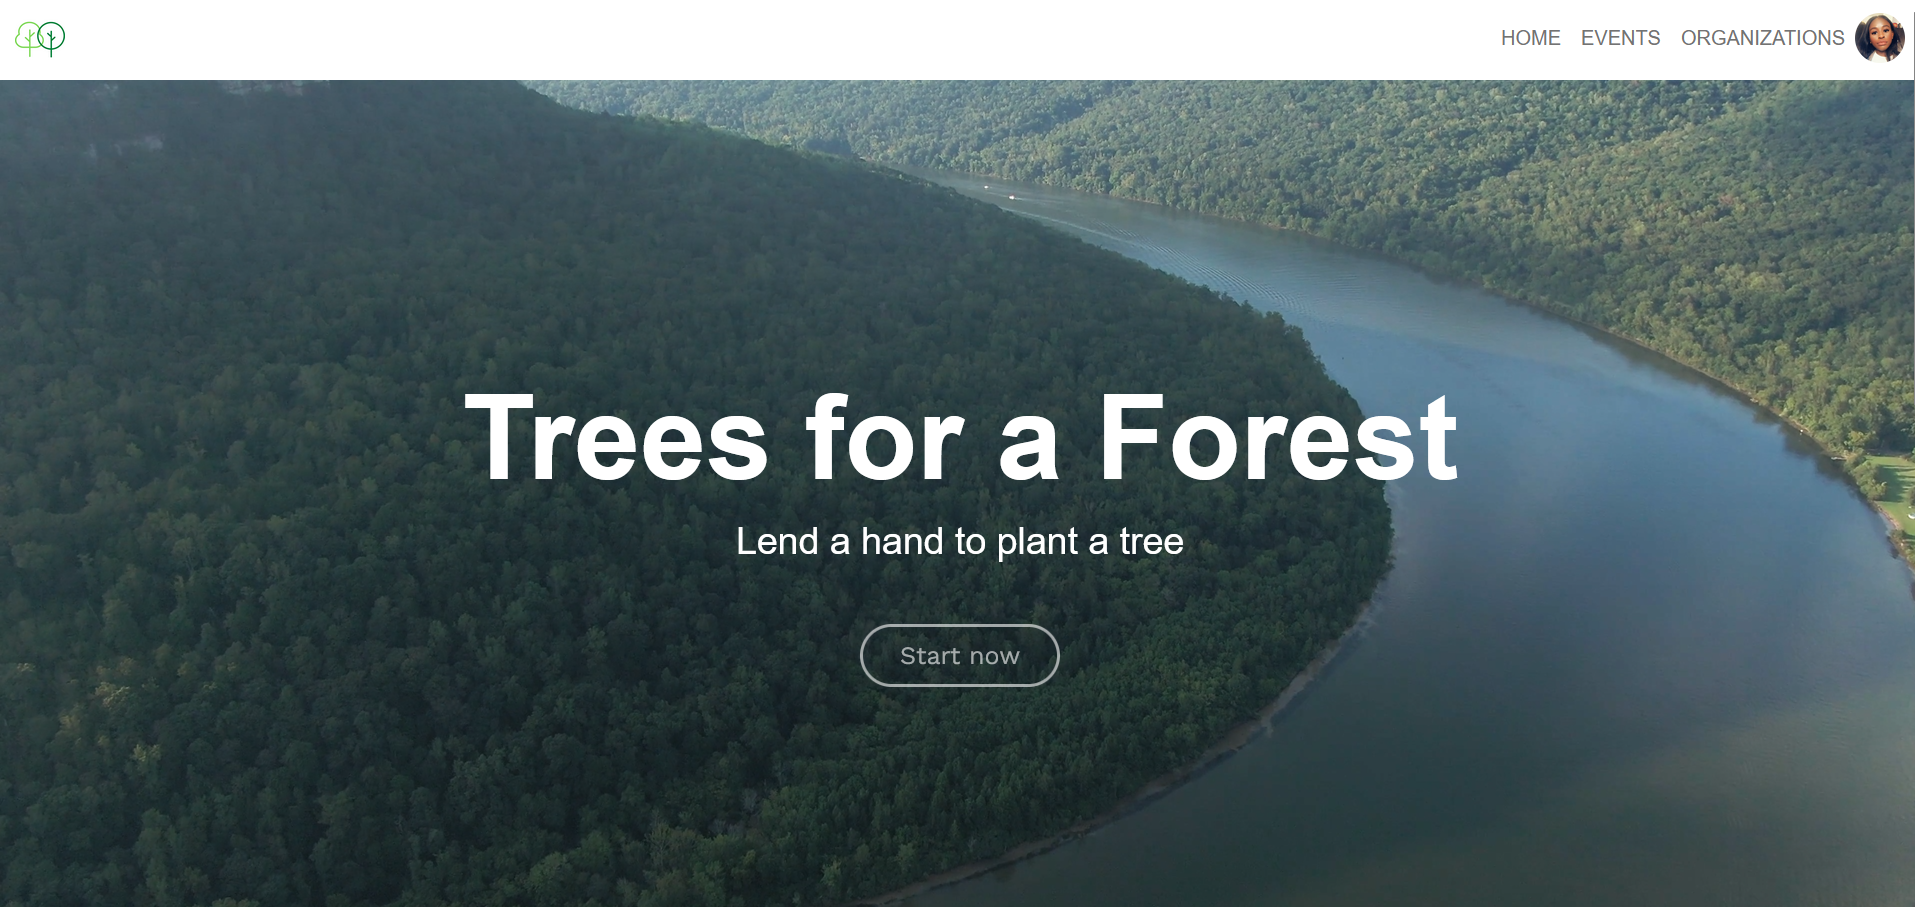 HOME EVENTS ORGANIZATIONS
Trees for a Forest
Lend a hand to plant a tree
Start now